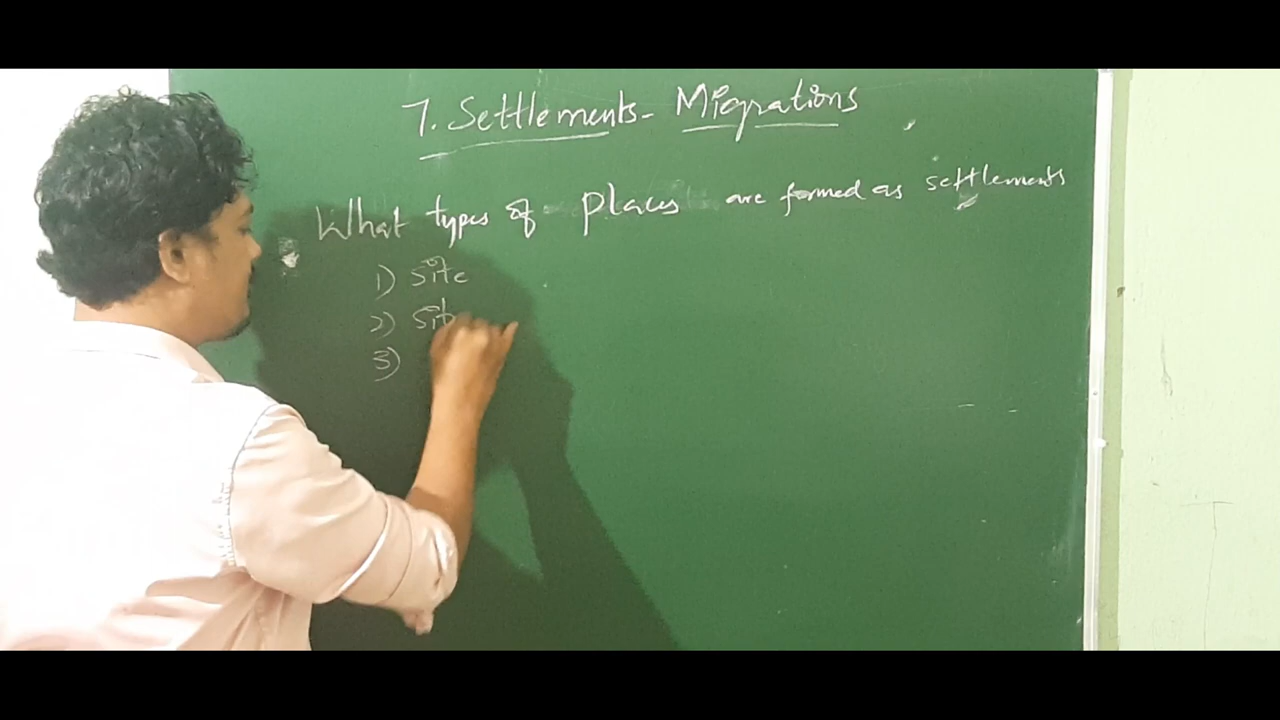 7. Settlements - Migrations
What types of places are formed as settlements
1) Site
2) Sit
3)